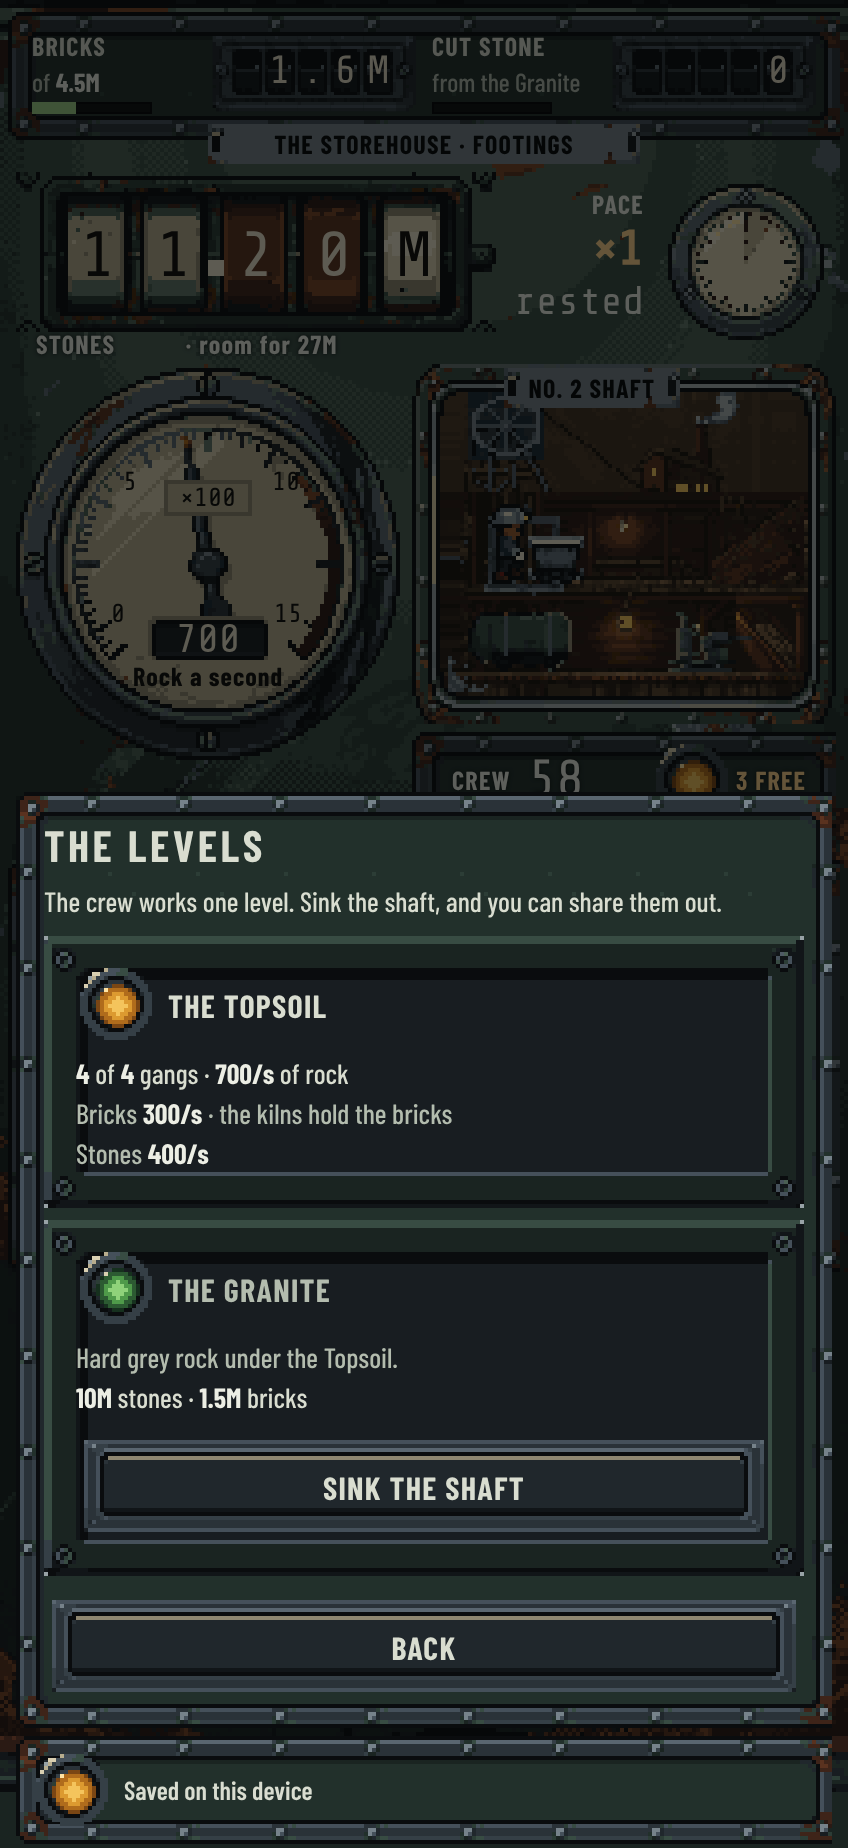 BRICKS
of 4.5M
1.6M
CUT STONE
from the Granite
0
THE STOREHOUSE · FOOTINGS
11.20M
PACE
×1
rested
STONES · room for 27M
NO. 2 SHAFT
5
10
×100
0
15
700
Rock a second
CREW 58
3 FREE
THE LEVELS
The crew works one level. Sink the shaft, and you can share them out.
THE TOPSOIL
4 of 4 gangs · 700/s of rock
Bricks 300/s · the kilns hold the bricks
Stones 400/s
THE GRANITE
Hard grey rock under the Topsoil.
10M stones · 1.5M bricks
SINK THE SHAFT
BACK
Saved on this device